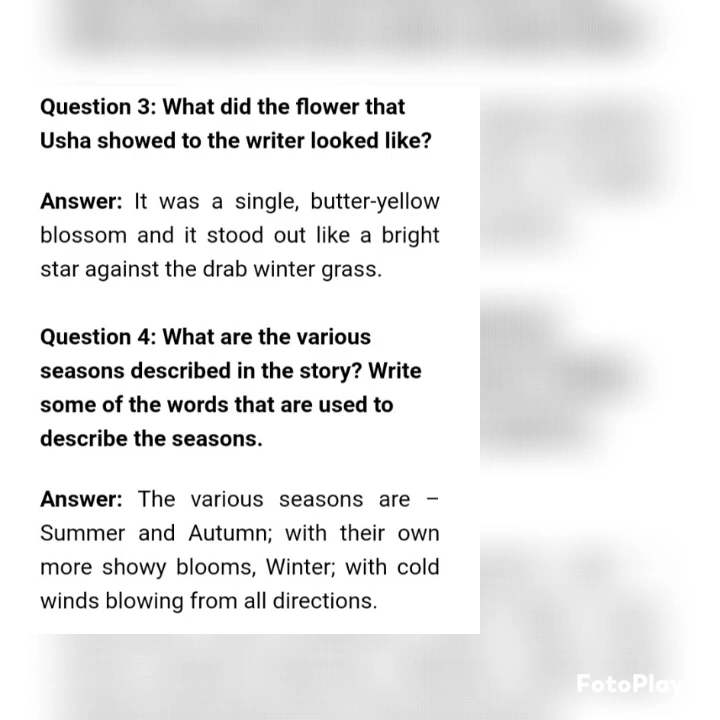 Question 3: What did the flower that
Usha showed to the writer looked like?
Answer: It was a single, butter-yellow
blossom and it stood out like a bright
star against the drab winter grass.
Question 4: What are the various
seasons described in the story? Write
some of the words that are used to
describe the seasons.
Answer: The various seasons are –
Summer and Autumn; with their own
more showy blooms, Winter; with cold
winds blowing from all directions.
FotoPlay